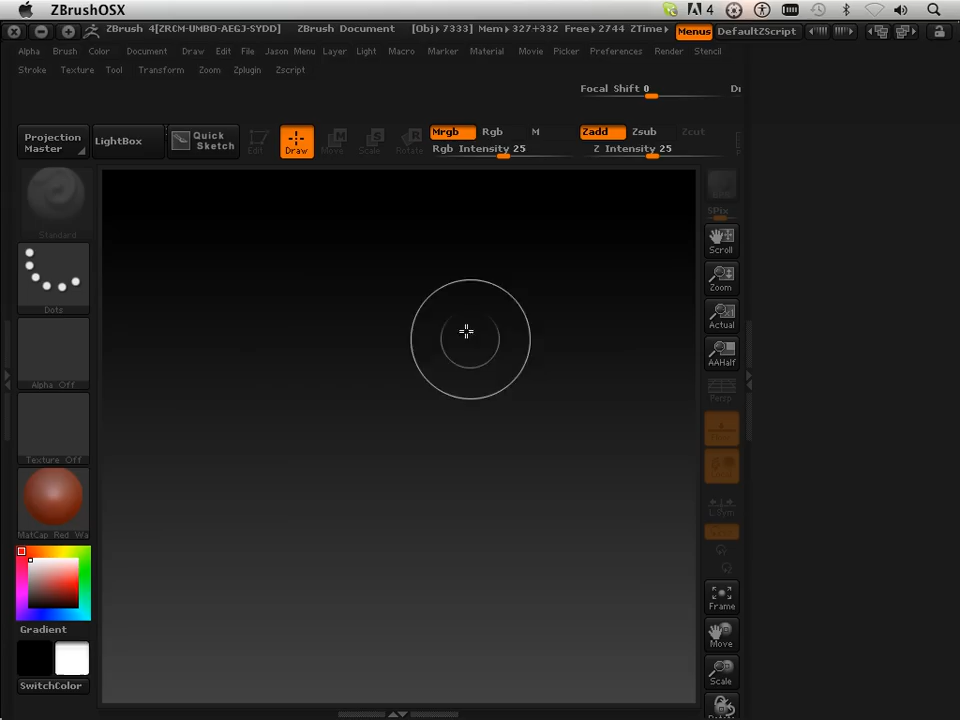 ZBrushOSX 4
ZBrush 4[ZRCM-UMBO-AEGJ-SYDD] ZBrush Document [Obj▸ 7333] Mem▸327+332 Free▸2744 ZTime▸ Menus DefaultZScript
Alpha Brush Color Document Draw Edit File Jason Menu Layer Light Macro Marker Material Movie Picker Preferences Render Stencil
Stroke Texture Tool Transform Zoom Zplugin Zscript
Focal Shift 0
Projection Master LightBox Quick Sketch Edit Draw Move Scale Rotate Mrgb Rgb M Zadd Zsub Zcut
Rgb Intensity 25 Z Intensity 25
Standard
SPix
Scroll
Zoom
Dots
Actual
AAHalf
Alpha Off
Persp
Texture Off
L.Sym
MatCap Red Wa
Frame
Gradient
Move
SwitchColor
Scale